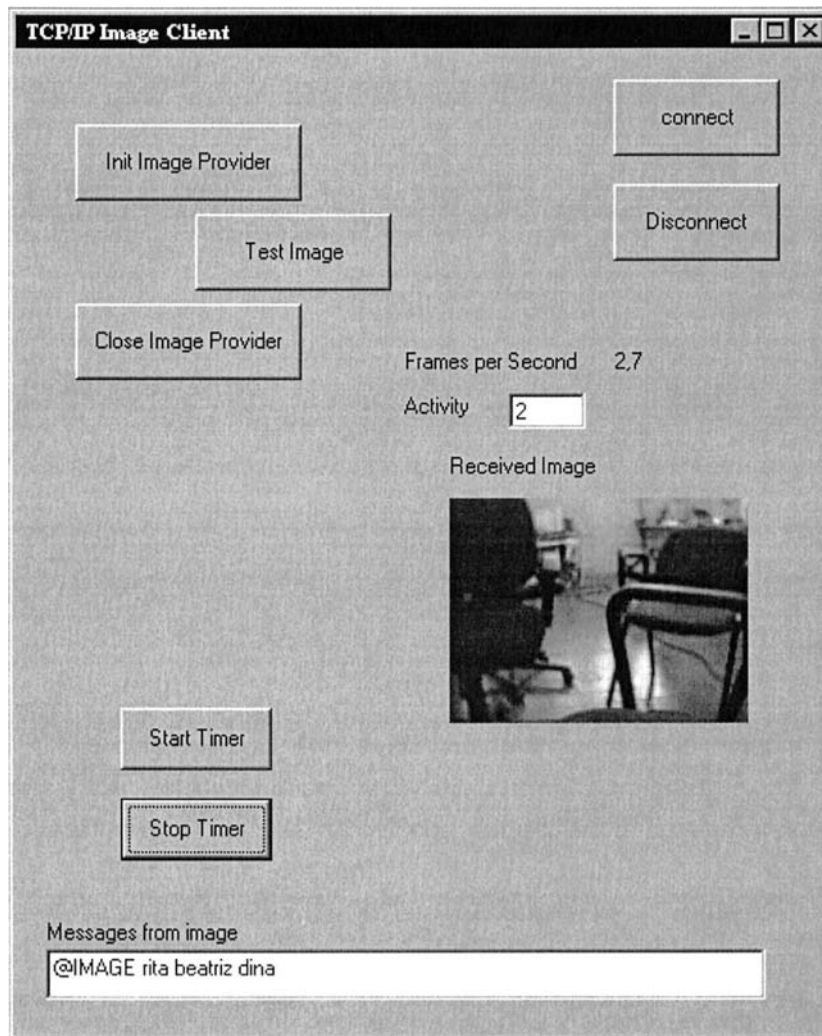 TCP/IP Image Client
connect
Init Image Provider
Disconnect
Test Image
Close Image Provider
Frames per Second 2,7
Activity 2
Received Image
Start Timer
Stop Timer
Messages from image
@IMAGE rita beatriz dina